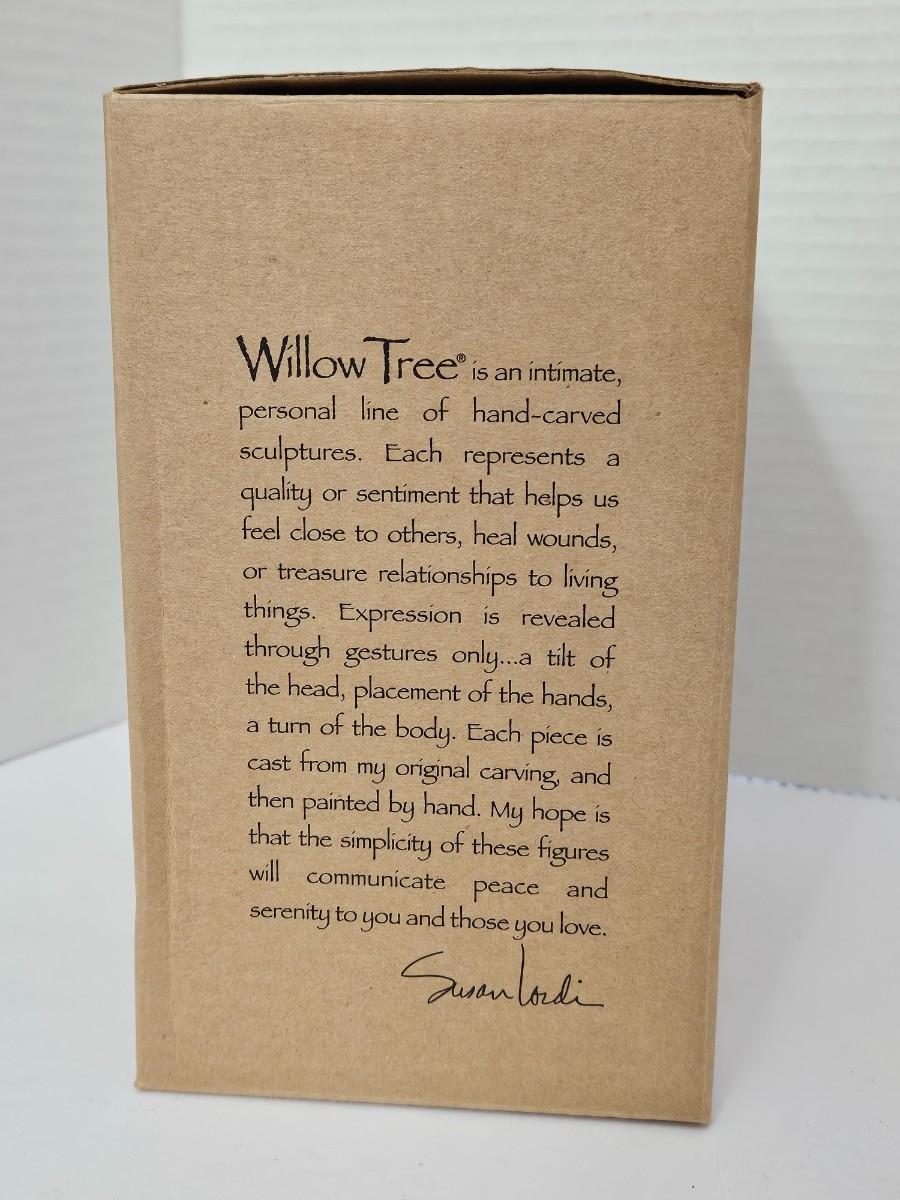 Willow Tree® is an intimate,
personal line of hand-carved
sculptures. Each represents a
quality or sentiment that helps us
feel close to others, heal wounds,
or treasure relationships to living
things. Expression is revealed
through gestures only...a tilt of
the head, placement of the hands,
a turn of the body. Each piece is
cast from my original carving, and
then painted by hand. My hope is
that the simplicity of these figures
will communicate peace and
serenity to you and those you love.
Susan Lordi